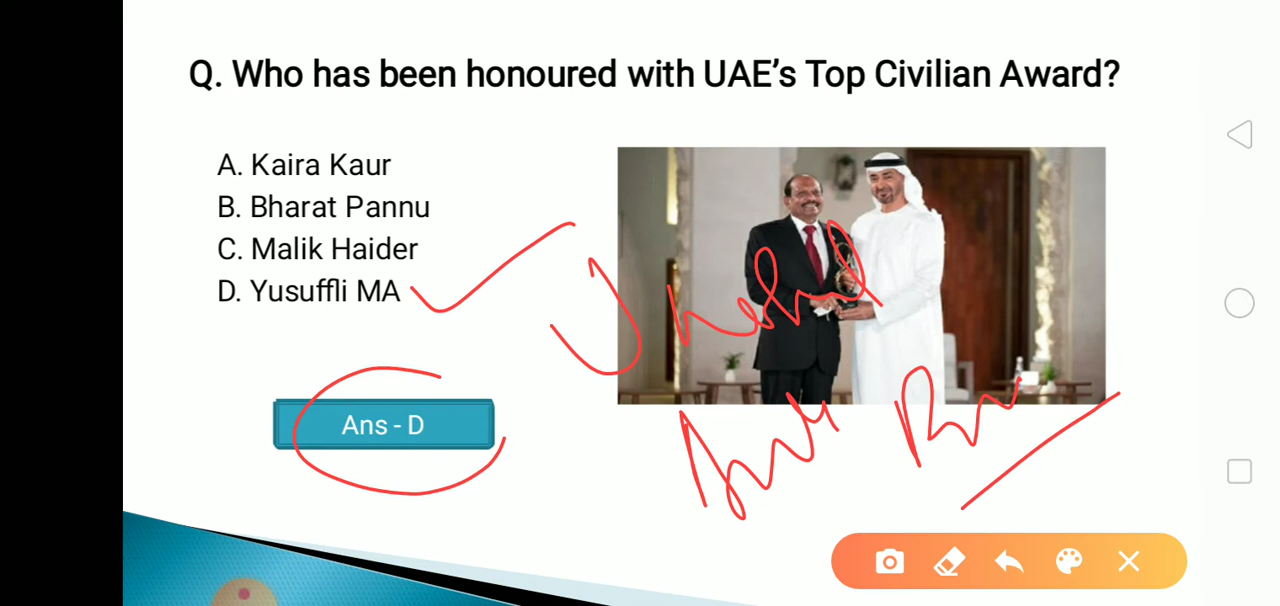 Q. Who has been honoured with UAE's Top Civilian Award?
A. Kaira Kaur
B. Bharat Pannu
C. Malik Haider
D. Yusuffli MA
Ans - D